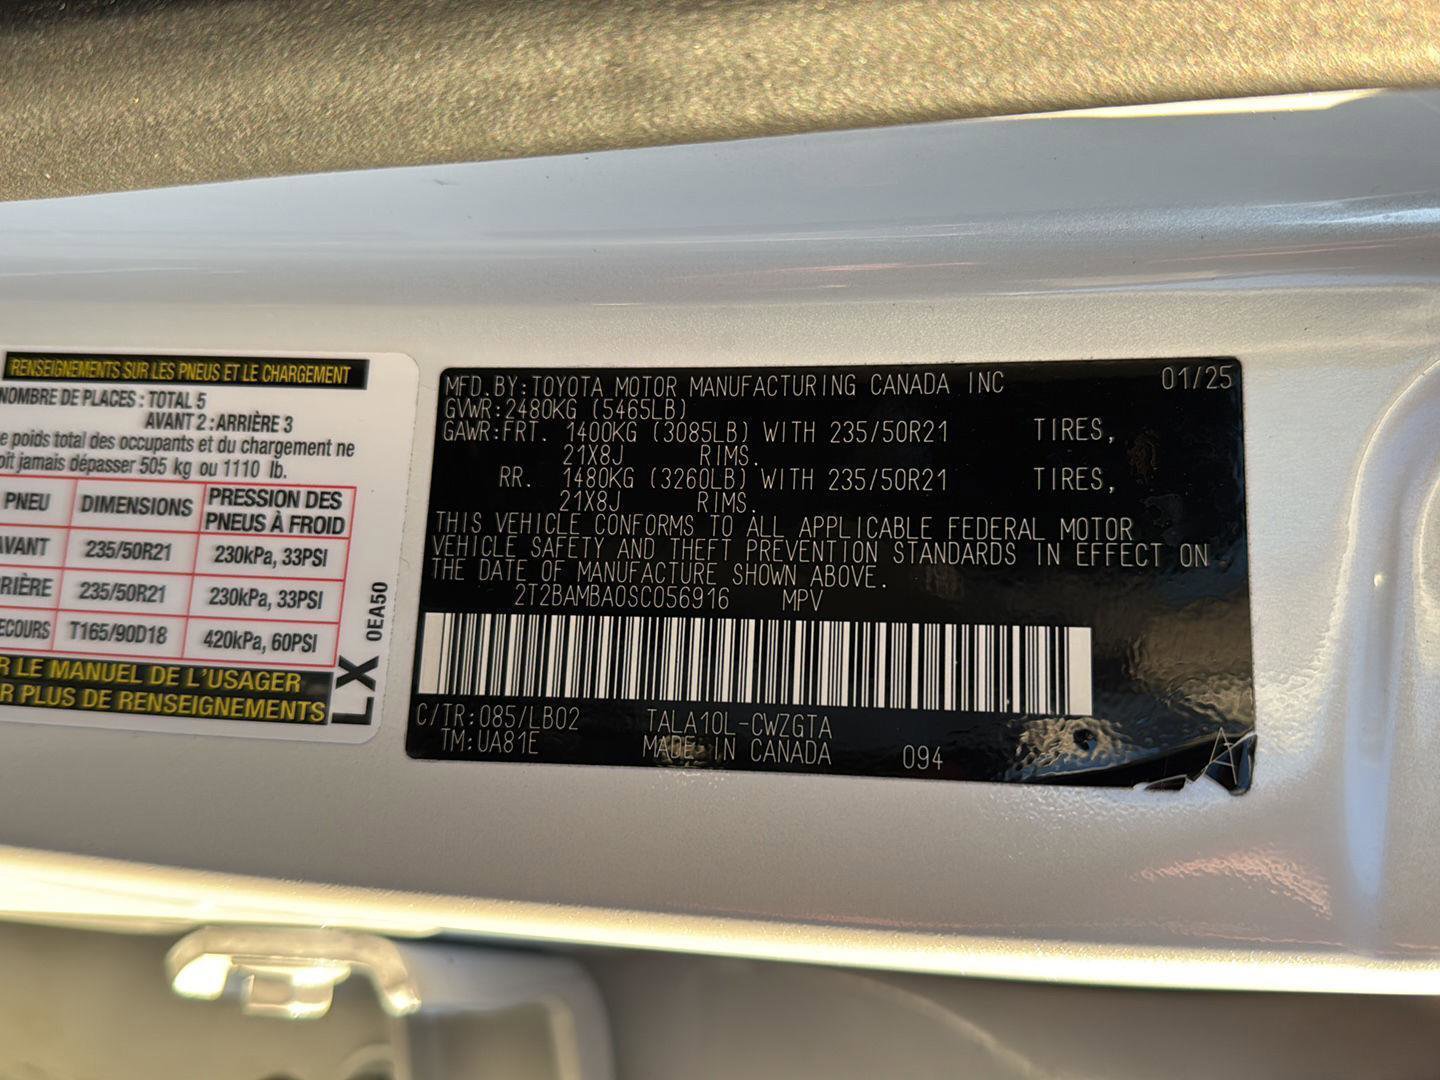 RENSEIGNEMENTS SUR LES PNEUS ET LE CHARGEMENT
NOMBRE DE PLACES : TOTAL 5
AVANT 2 : ARRIÈRE 3
poids total des occupants et du chargement ne
jamais dépasser 505 kg ou 1110 lb.
PNEU DIMENSIONS PRESSION DES PNEUS À FROID
AVANT 235/50R21 230kPa, 33PSI
RIÈRE 235/50R21 230kPa, 33PSI
ECOURS T165/90D18 420kPa, 60PSI
R LE MANUEL DE L'USAGER
R PLUS DE RENSEIGNEMENTS
LX 0EA50
MFD.BY:TOYOTA MOTOR MANUFACTURING CANADA INC 01/25
GVWR:2480KG (5465LB)
GAWR:FRT. 1400KG (3085LB) WITH 235/50R21 TIRES,
21X8J RIMS.
RR. 1480KG (3260LB) WITH 235/50R21 TIRES,
21X8J RIMS.
THIS VEHICLE CONFORMS TO ALL APPLICABLE FEDERAL MOTOR
VEHICLE SAFETY AND THEFT PREVENTION STANDARDS IN EFFECT ON
THE DATE OF MANUFACTURE SHOWN ABOVE.
2T2BAMBA0SC056916 MPV
C/TR:085/LB02 TALA10L-CWZGTA
TM:UA81E MADE IN CANADA 094